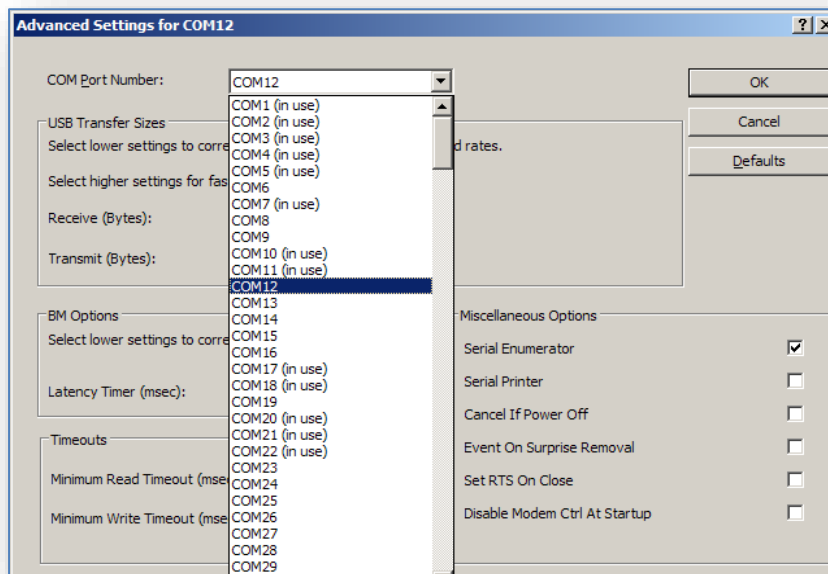 Advanced Settings for COM12
COM Port Number:
COM12
OK
Cancel
Defaults
COM1 (in use)
COM2 (in use)
COM3 (in use)
COM4 (in use)
COM5 (in use)
COM6
COM7 (in use)
COM8
COM9
COM10 (in use)
COM11 (in use)
COM12
COM13
COM14
COM15
COM16
COM17 (in use)
COM18 (in use)
COM19
COM20 (in use)
COM21 (in use)
COM22 (in use)
COM23
COM24
COM25
COM26
COM27
COM28
COM29
USB Transfer Sizes
Select lower settings to corre
d rates.
Select higher settings for fas
Receive (Bytes):
Transmit (Bytes):
BM Options
Select lower settings to corre
Latency Timer (msec):
Timeouts
Minimum Read Timeout (mse
Minimum Write Timeout (mse
Miscellaneous Options
Serial Enumerator
Serial Printer
Cancel If Power Off
Event On Surprise Removal
Set RTS On Close
Disable Modem Ctrl At Startup